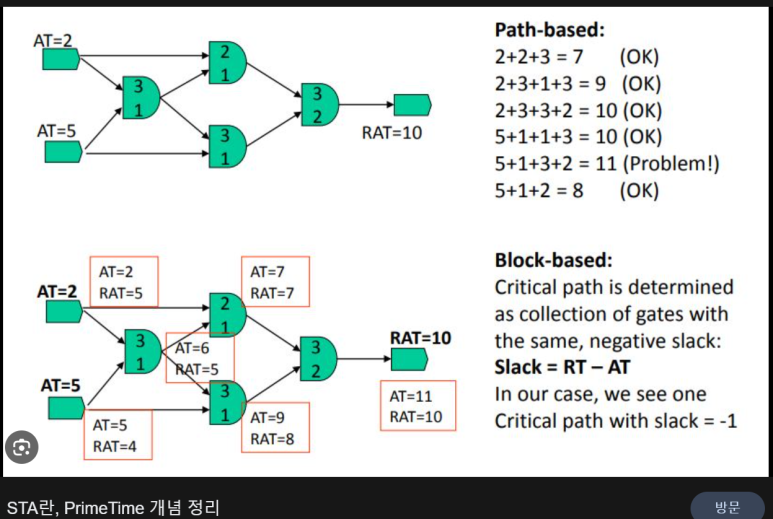 AT=2
2
1
3
1
3
2
AT=5
3
1
RAT=10
Path-based:
2+2+3 = 7 (OK)
2+3+1+3 = 9 (OK)
2+3+3+2 = 10 (OK)
5+1+1+3 = 10 (OK)
5+1+3+2 = 11 (Problem!)
5+1+2 = 8 (OK)
AT=2
RAT=5
AT=7
RAT=7
AT=2
2
1
3
1
AT=6
RAT=5
3
2
RAT=10
AT=5
3
1
AT=11
RAT=10
AT=5
RAT=4
AT=9
RAT=8
Block-based:
Critical path is determined
as collection of gates with
the same, negative slack:
Slack = RT – AT
In our case, we see one
Critical path with slack = -1
STA란, PrimeTime 개념 정리
방문